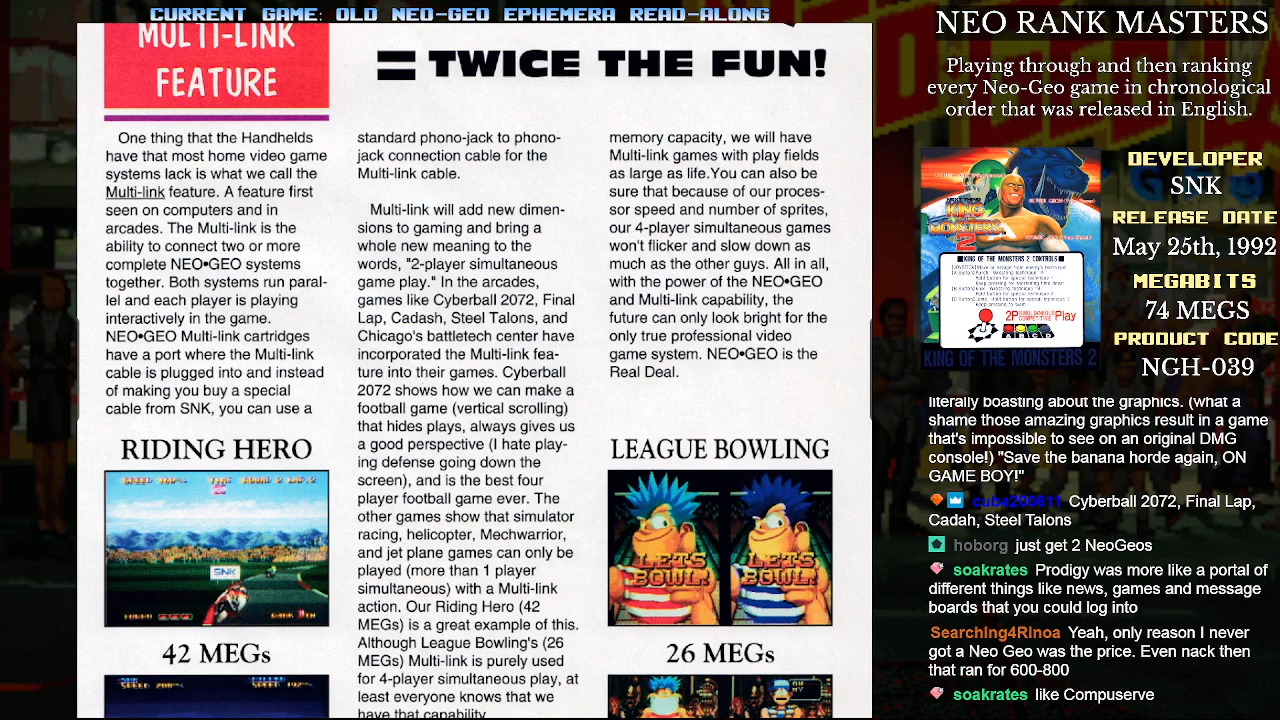 CURRENT GAME: OLD NEO-GEO EPHEMERA READ-ALONG
MULTI-LINK
FEATURE
= TWICE THE FUN!
One thing that the Handhelds
have that most home video game
systems lack is what we call the
Multi-link feature. A feature first
seen on computers and in
arcades. The Multi-link is the
ability to connect two or more
complete NEO•GEO systems
together. Both systems run paral-
lel and each player is playing
interactively in the game.
NEO•GEO Multi-link cartridges
have a port where the Multi-link
cable is plugged into and instead
of making you buy a special
cable from SNK, you can use a
standard phono-jack to phono-
jack connection cable for the
Multi-link cable.
Multi-link will add new dimen-
sions to gaming and bring a
whole new meaning to the
words, "2-player simultaneous
game play." In the arcades,
games like Cyberball 2072, Final
Lap, Cadash, Steel Talons, and
Chicago's battletech center have
incorporated the Multi-link fea-
ture into their games. Cyberball
2072 shows how we can make a
football game (vertical scrolling)
that hides plays, always gives us
a good perspective (I hate play-
ing defense going down the
screen), and is the best four
player football game ever. The
other games show that simulator
racing, helicopter, Mechwarrior,
and jet plane games can only be
played (more than 1 player
simultaneous) with a Multi-link
action. Our Riding Hero (42
MEGs) is a great example of this.
Although League Bowling's (26
MEGs) Multi-link is purely used
for 4-player simultaneous play, at
least everyone knows that we
have that capability
memory capacity, we will have
Multi-link games with play fields
as large as life.You can also be
sure that because of our proces-
sor speed and number of sprites,
our 4-player simultaneous games
won't flicker and slow down as
much as the other guys. All in all,
with the power of the NEO•GEO
and Multi-link capability, the
future can only look bright for the
only true professional video
game system. NEO•GEO is the
Real Deal.
RIDING HERO
SNK
42 MEGs
LEAGUE BOWLING
LET'S BOWL! LET'S BOWL!
26 MEGs
OH MY
NEO RANK MASTERS
Playing through and then ranking
every Neo-Geo game in chronological
order that was released in English.
KING OF THE MONSTERS 2
KING OF THE MONSTERS 2 CONTROLS
2P SIMULTANEOUS COMPETITIVE Play
A B C D
KING OF THE MONSTERS 2
DEVELOPER
SNK
RELEASE DATE
May 25th, 1992
MEGABITS
74 MEGS
PRODUCT CODE
NGH-039
literally boasting about the graphics. (what a
shame those amazing graphics result in a game
that's impossible to see on an original DMG
console!) "Save the banana horde again, ON
GAME BOY!"
cuba200611 Cyberball 2072, Final Lap,
Cadah, Steel Talons
hoborg just get 2 NeoGeos
soakrates Prodigy was more like a portal of
different things like news, games and message
boards that you could log into
Searching4Rinoa Yeah, only reason I never
got a Neo Geo was the price. Even nack then
that ran for 600-800
soakrates like Compuserve